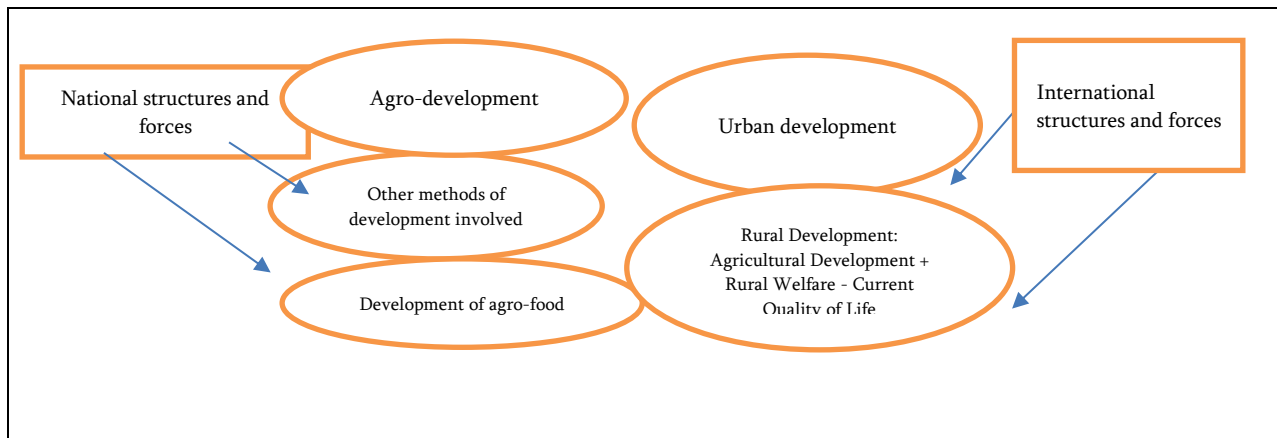 National structures and
forces
Agro-development
Urban development
International
structures and forces
Other methods of
development involved
Rural Development:
Agricultural Development +
Rural Welfare - Current
Quality of Life
Development of agro-food